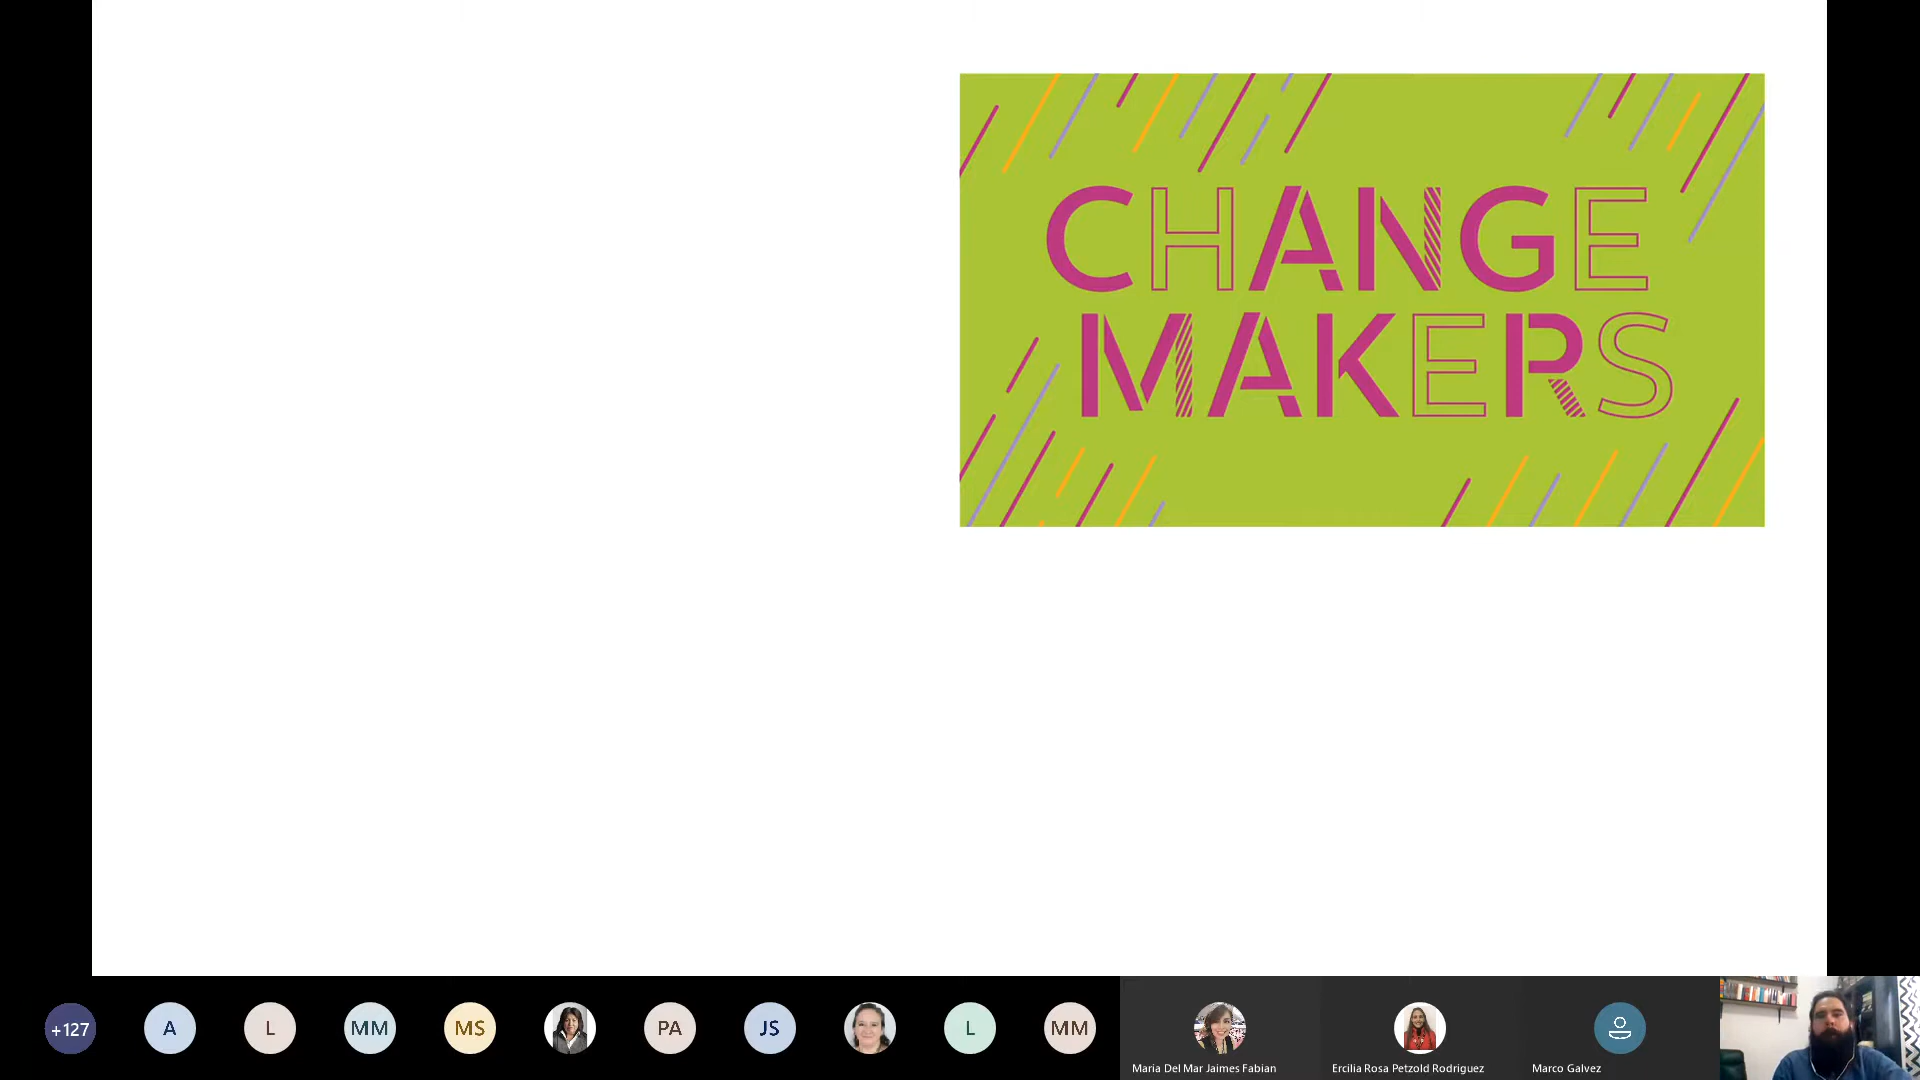 CHANGE
MAKERS
+127
A
L
MM
MS
PA
JS
L
MM
Maria Del Mar Jaimes Fabian
Ercilia Rosa Petzold Rodriguez
Marco Galvez